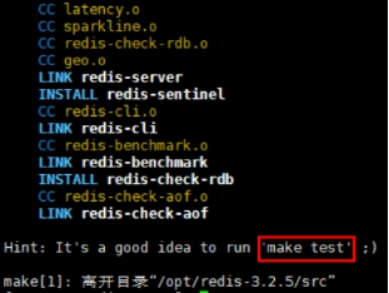 CC latency.o
CC sparkline.o
CC redis-check-rdb.o
CC geo.o
LINK redis-server
INSTALL redis-sentinel
CC redis-cli.o
LINK redis-cli
CC redis-benchmark.o
LINK redis-benchmark
INSTALL redis-check-rdb
CC redis-check-aof.o
LINK redis-check-aof
Hint: It's a good idea to run 'make test' ;)
make[1]: 离开目录“/opt/redis-3.2.5/src”